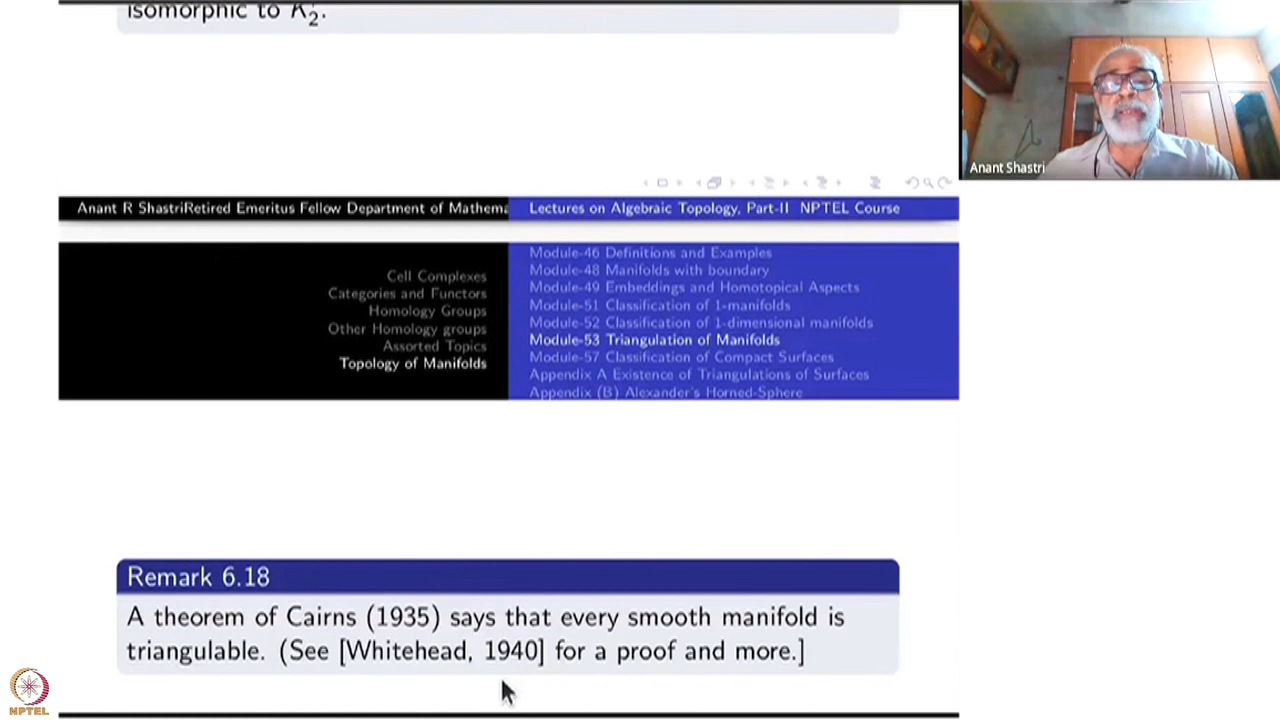 isomorphic to K₂'.
Anant Shastri
Anant R ShastriRetired Emeritus Fellow Department of Mathema
Lectures on Algebraic Topology, Part-II NPTEL Course
Cell Complexes
Categories and Functors
Homology Groups
Other Homology groups
Assorted Topics
Topology of Manifolds
Module-46 Definitions and Examples
Module-48 Manifolds with boundary
Module-49 Embeddings and Homotopical Aspects
Module-51 Classification of 1-manifolds
Module-52 Classification of 1-dimensional manifolds
Module-53 Triangulation of Manifolds
Module-57 Classification of Compact Surfaces
Appendix A Existence of Triangulations of Surfaces
Appendix (B) Alexander's Horned-Sphere
Remark 6.18
A theorem of Cairns (1935) says that every smooth manifold is
triangulable. (See [Whitehead, 1940] for a proof and more.]
NPTEL